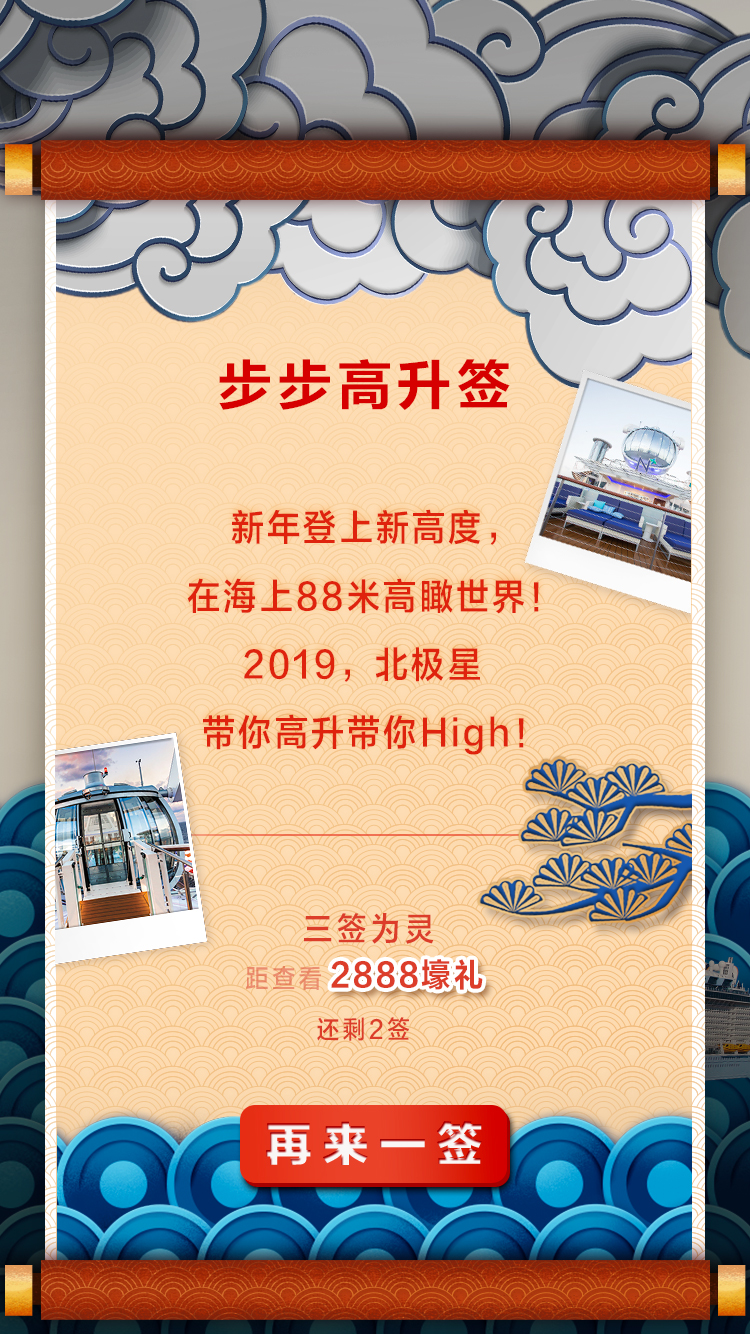 步步高升签
新年登上新高度，
在海上88米高瞰世界！
2019，北极星
带你高升带你High！
三签为灵
距查看2888壕礼
还剩2签
再来一签